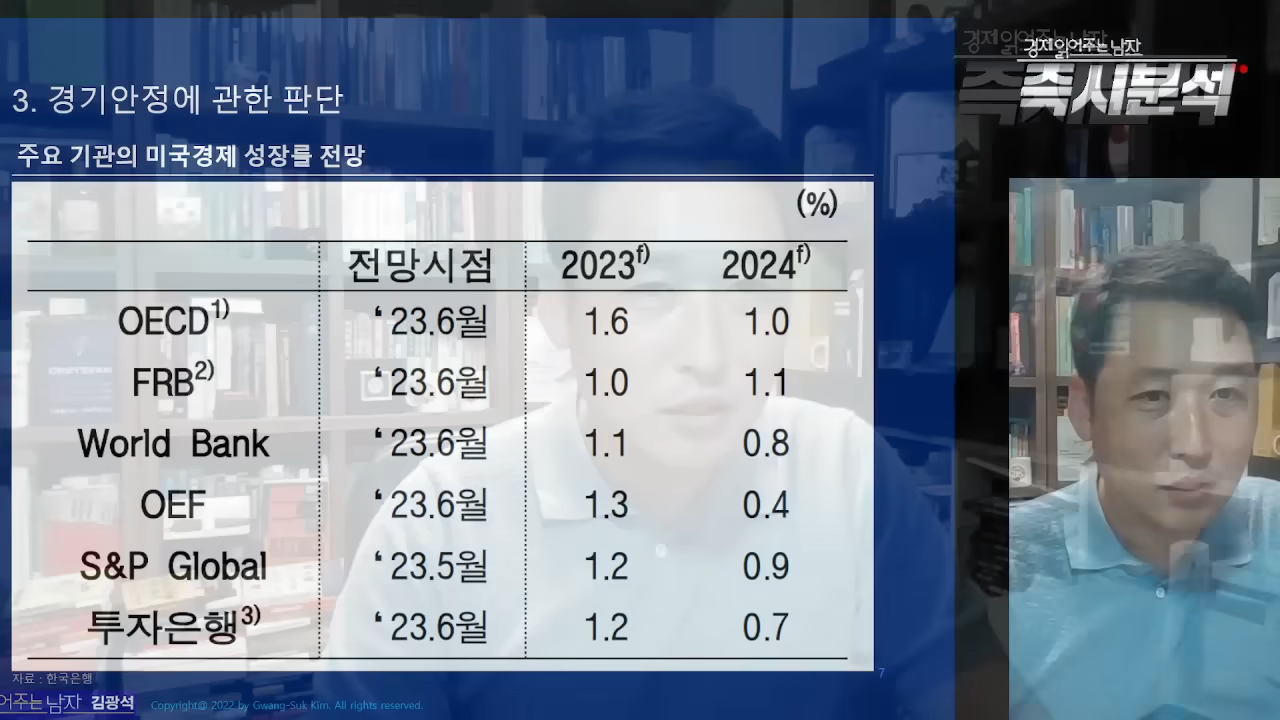 경제 읽어주는 남자
즉시분석
3. 경기안정에 관한 판단
주요 기관의 미국경제 성장률 전망
(%)
전망시점 2023f) 2024f)
OECD1) ‘23.6월 1.6 1.0
FRB2) ‘23.6월 1.0 1.1
World Bank ‘23.6월 1.1 0.8
OEF ‘23.6월 1.3 0.4
S&P Global ‘23.5월 1.2 0.9
투자은행3) ‘23.6월 1.2 0.7
자료 : 한국은행
7
어주는 남자 김광석 Copyright@ 2022 by Gwang-Suk Kim. All rights reserved.